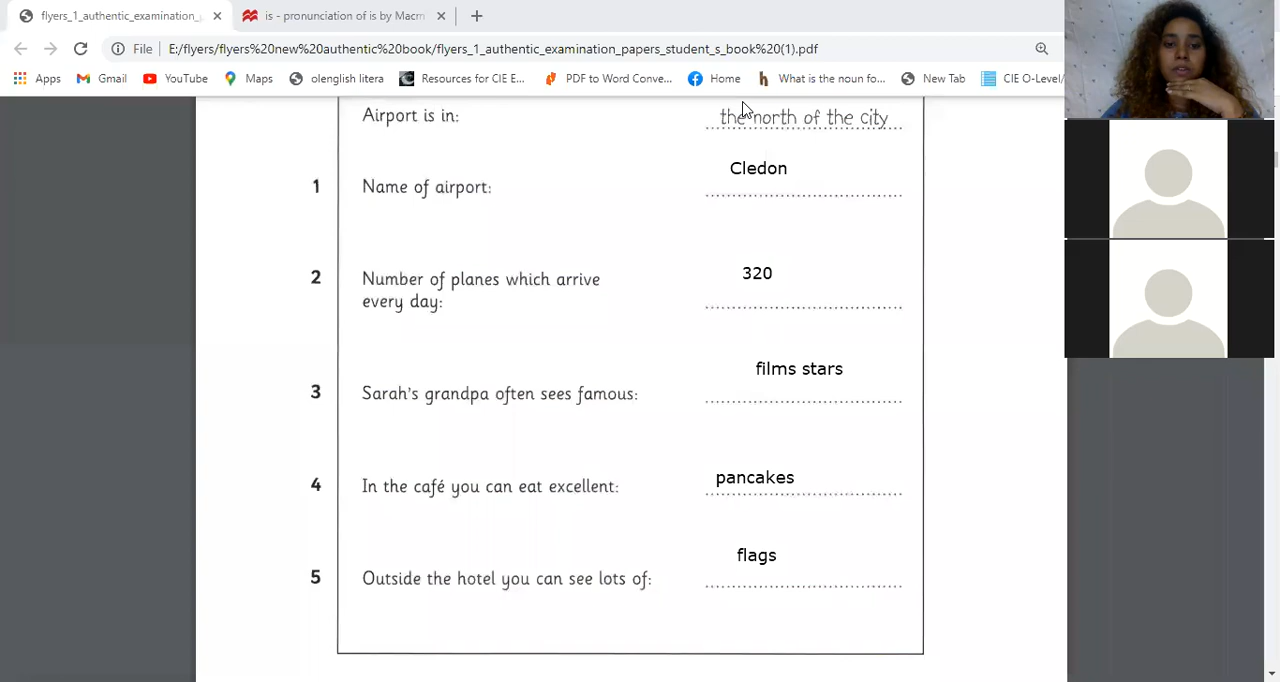 flyers_1_authentic_examination_
is - pronunciation of is by Macm
File
E:/flyers/flyers%20new%20authentic%20book/flyers_1_authentic_examination_papers_student_s_book%20(1).pdf
Apps
Gmail
YouTube
Maps
olenglish litera
Resources for CIE E...
PDF to Word Conve...
Home
What is the noun fo...
New Tab
CIE O-Level/
Airport is in: the north of the city
1 Name of airport: Cledon
2 Number of planes which arrive
every day: 320
3 Sarah's grandpa often sees famous: films stars
4 In the café you can eat excellent: pancakes
5 Outside the hotel you can see lots of: flags